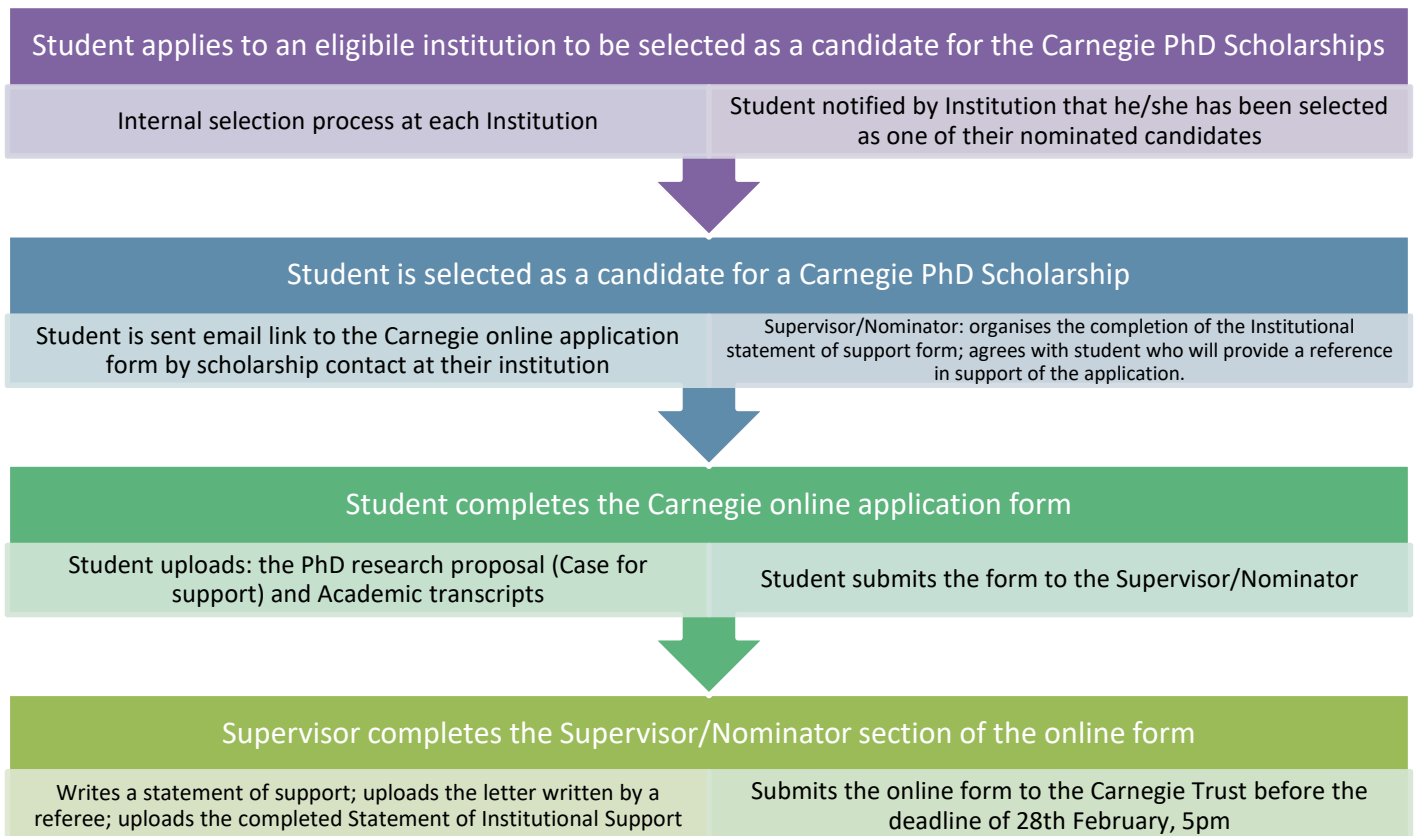 Student applies to an eligibile institution to be selected as a candidate for the Carnegie PhD Scholarships
Internal selection process at each Institution
Student notified by Institution that he/she has been selected
as one of their nominated candidates
Student is selected as a candidate for a Carnegie PhD Scholarship
Student is sent email link to the Carnegie online application
form by scholarship contact at their institution
Supervisor/Nominator: organises the completion of the Institutional
statement of support form; agrees with student who will provide a reference
in support of the application.
Student completes the Carnegie online application form
Student uploads: the PhD research proposal (Case for
support) and Academic transcripts
Student submits the form to the Supervisor/Nominator
Supervisor completes the Supervisor/Nominator section of the online form
Writes a statement of support; uploads the letter written by a
referee; uploads the completed Statement of Institutional Support
Submits the online form to the Carnegie Trust before the
deadline of 28th February, 5pm